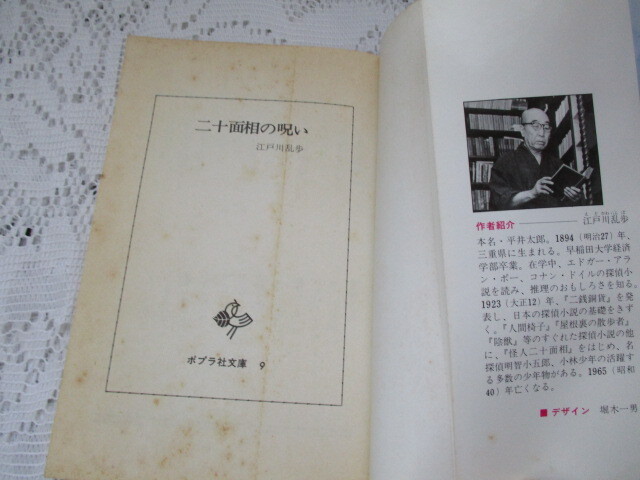 二十面相の呪い
江戸川乱歩
ポプラ社文庫 9
作者紹介 江戸川乱歩
本名・平井太郎。1894（明治27）年、
三重県に生まれる。早稲田大学経済
学部卒業。在学中、エドガー・アラ
ン・ポー、コナン・ドイルの探偵小
説を読み、推理のおもしろさを知る。
1923（大正12）年、『二銭銅貨』を発
表し、日本の探偵小説の基礎をきず
く。『人間椅子』『屋根裏の散歩者』
『陰獣』等のすぐれた探偵小説の他
に、『怪人二十面相』をはじめ、名
探偵明智小五郎、小林少年の活躍す
る多数の少年物がある。1965（昭和
40）年亡くなる。
■デザイン 堀木一男